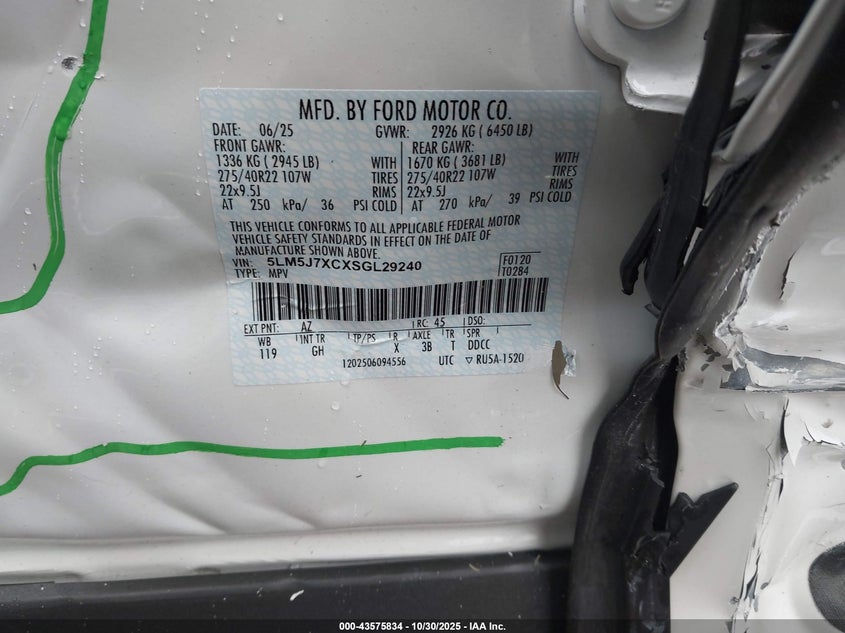 MFD. BY FORD MOTOR CO.
DATE: 06/25 GVWR: 2926 KG ( 6450 LB)
FRONT GAWR: REAR GAWR:
1336 KG ( 2945 LB) WITH 1670 KG ( 3681 LB) WITH
275/40R22 107W TIRES 275/40R22 107W TIRES
22x9.5J RIMS 22x9.5J RIMS
AT 250 kPa/ 36 PSI COLD AT 270 kPa/ 39 PSI COLD
THIS VEHICLE CONFORMS TO ALL APPLICABLE FEDERAL MOTOR
VEHICLE SAFETY STANDARDS IN EFFECT ON THE DATE OF
MANUFACTURE SHOWN ABOVE.
VIN: 5LM5J7XCXSGL29240 F0120
TYPE: MPV T0284
EXT PNT: AZ RC: 45 DSO:
WB INT TR TP/PS R AXLE TR SPR
119 GH X 3B T DDCC
1202506094556 UTC ▽ RU5A-1520
000-43575834 - 10/30/2025 - IAA Inc.